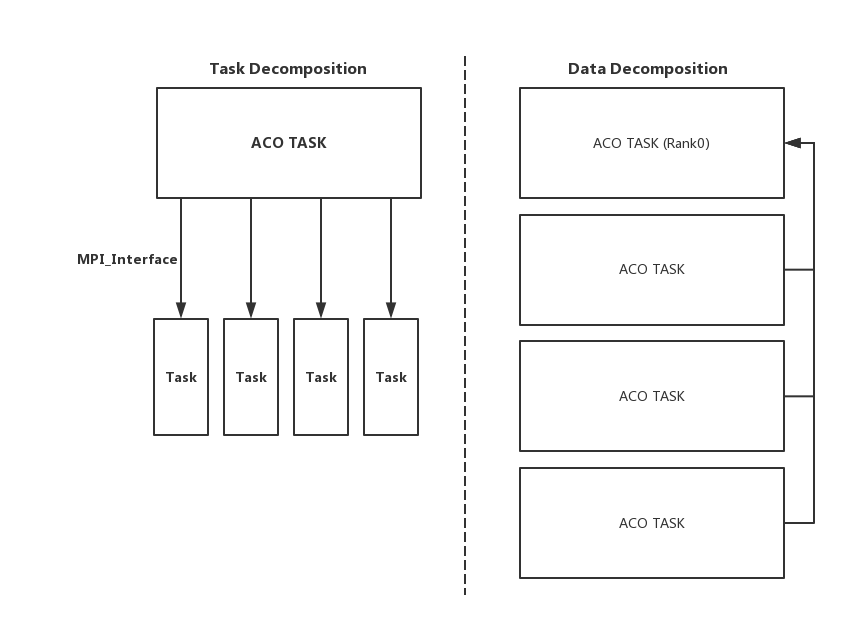 Task Decomposition
ACO TASK
MPI_Interface
Task Task Task Task
Data Decomposition
ACO TASK (Rank0)
ACO TASK
ACO TASK
ACO TASK